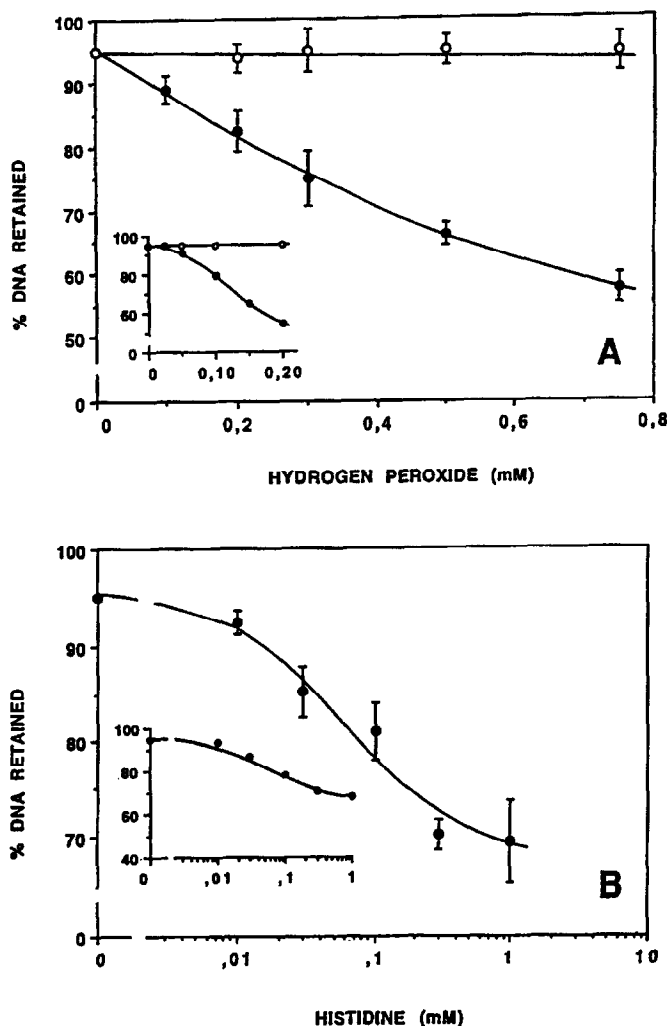 100
90
80
70
60
50
0
% DNA RETAINED
100
80
60
0
0 0,10 0,20
A
0 0,2 0,4 0,6 0,8
HYDROGEN PEROXIDE (mM)
100
90
80
70
0
% DNA RETAINED
100
80
60
40
0 ,01 ,1 1
B
0 ,01 ,1 1 10
HISTIDINE (mM)